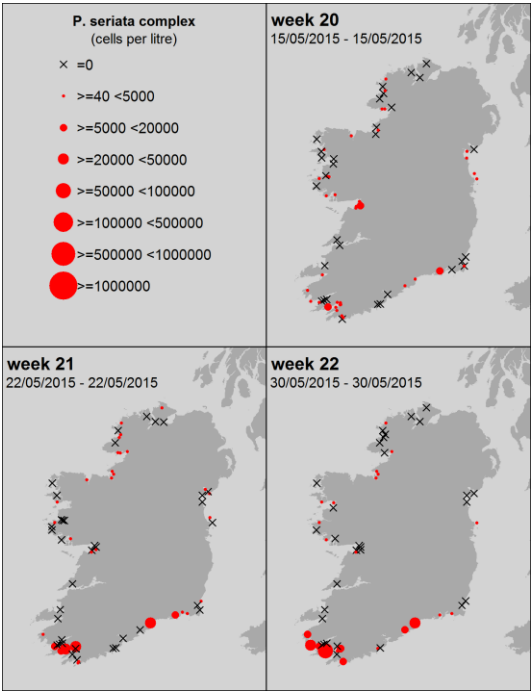 P. seriata complex
(cells per litre)
=0
>=40 <5000
>=5000 <20000
>=20000 <50000
>=50000 <100000
>=100000 <500000
>=500000 <1000000
>=1000000
week 20
15/05/2015 - 15/05/2015
week 21
22/05/2015 - 22/05/2015
week 22
30/05/2015 - 30/05/2015